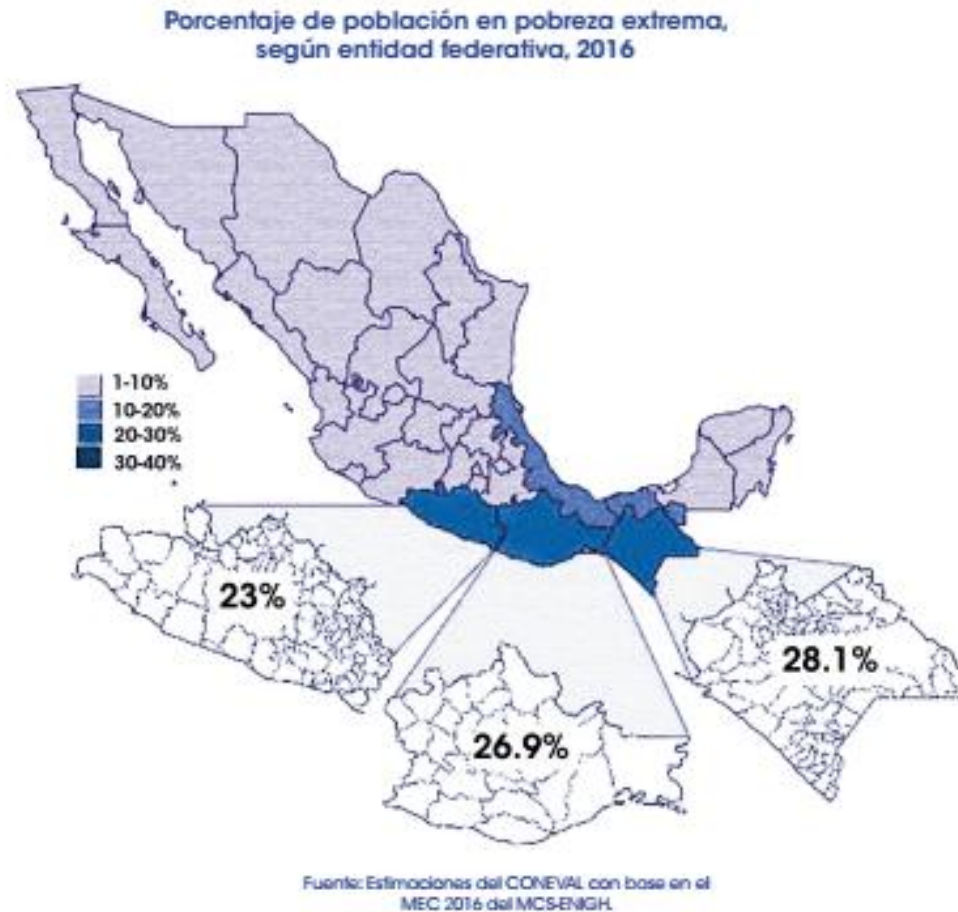 Porcentaje de población en pobreza extrema,
según entidad federativa, 2016
1-10%
10-20%
20-30%
30-40%
23%
28.1%
26.9%
Fuente: Estimaciones del CONEVAL con base en el
MEC 2016 del MCS-ENIGH.